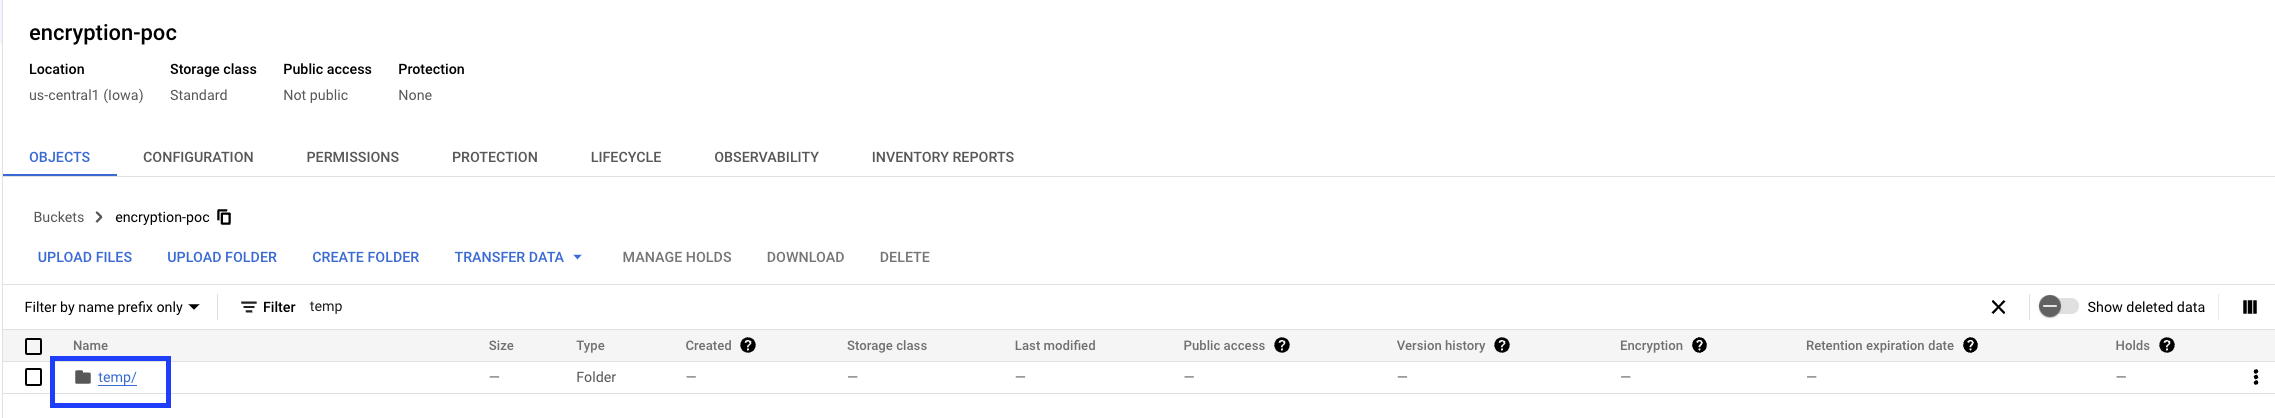 encryption-poc
Location Storage class Public access Protection
us-central1 (Iowa) Standard Not public None
OBJECTS CONFIGURATION PERMISSIONS PROTECTION LIFECYCLE OBSERVABILITY INVENTORY REPORTS
Buckets > encryption-poc
UPLOAD FILES UPLOAD FOLDER CREATE FOLDER TRANSFER DATA MANAGE HOLDS DOWNLOAD DELETE
Filter by name prefix only Filter temp Show deleted data
Name Size Type Created Storage class Last modified Public access Version history Encryption Retention expiration date Holds
temp/ — Folder — — — — — — — —